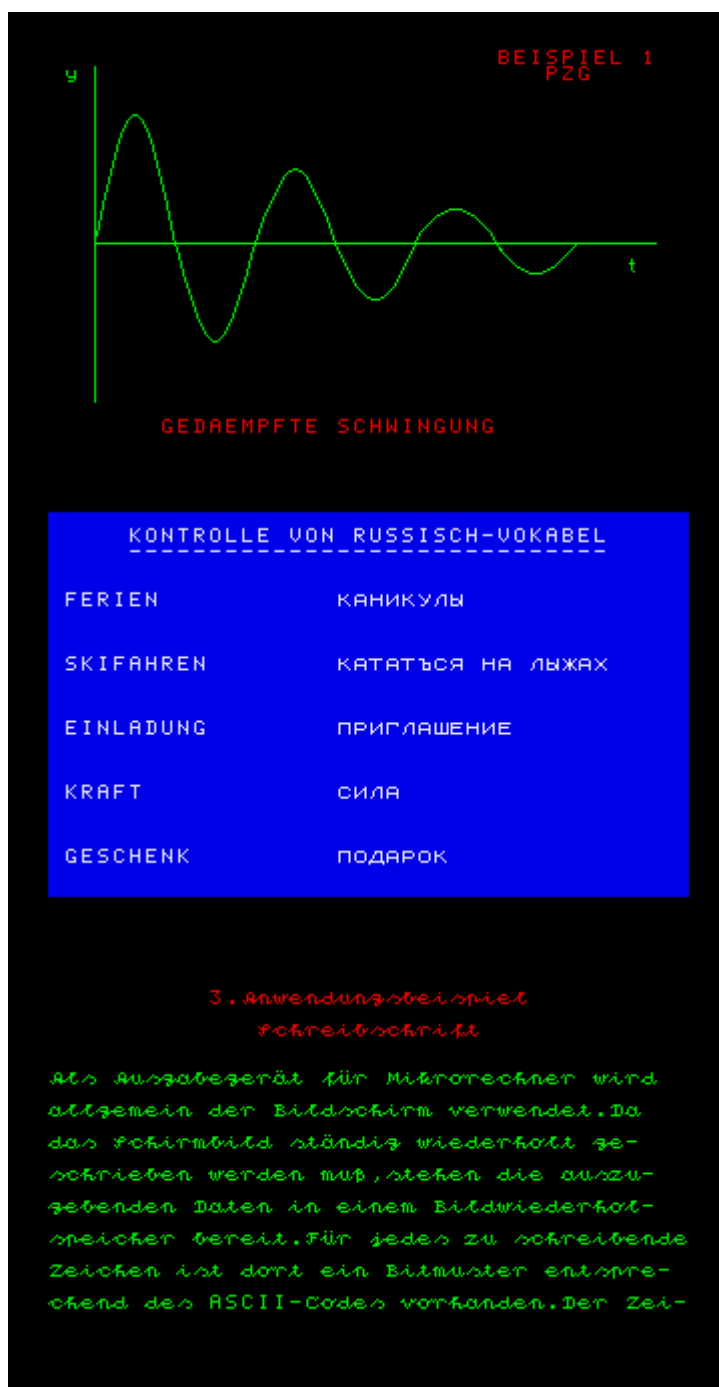 BEISPIEL 1
PZG
y
t
GEDAEMPFTE SCHWINGUNG
KONTROLLE VON RUSSISCH-VOKABEL
FERIEN КАНИКУЛЫ
SKIFAHREN КАТАТЪСЯ НА ЛЫЖАХ
EINLADUNG ПРИГЛАШЕНИЕ
KRAFT СИЛА
GESCHENK ПОДАРОК
3.Anwendungsbeispiel
Schreibschrift
Als Ausgabegerät für Mikrorechner wird
allgemein der Bildschirm verwendet.Da
das Schirmbild ständig wiederholt ge-
schrieben werden muß,stehen die auszu-
gebenden Daten in einem Bildwiederhol-
speicher bereit.Für jedes zu schreibende
Zeichen ist dort ein Bitmuster entspre-
chend des ASCII-Codes vorhanden.Der Zei-